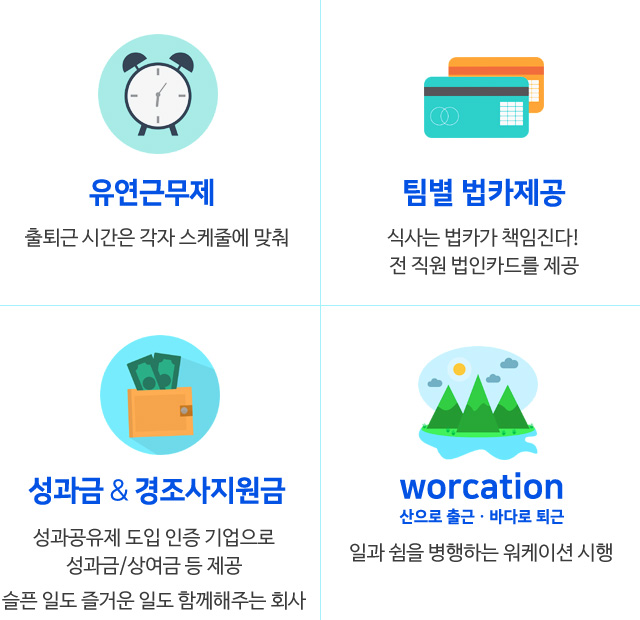 유연근무제
출퇴근 시간은 각자 스케줄에 맞춰
팀별 법카제공
식사는 법카가 책임진다!
전 직원 법인카드를 제공
성과금 & 경조사지원금
성과공유제 도입 인증 기업으로
성과금/상여금 등 제공
슬픈 일도 즐거운 일도 함께해주는 회사
worcation
산으로 출근 · 바다로 퇴근
일과 쉼을 병행하는 워케이션 시행